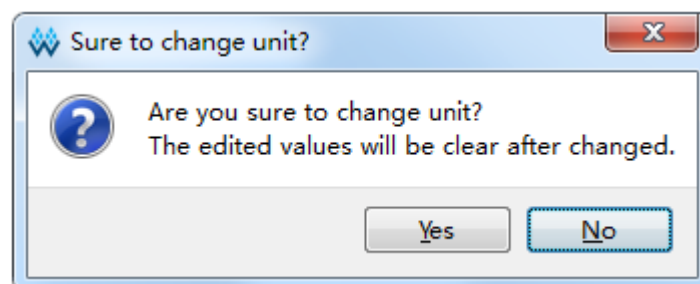 Sure to change unit?
Are you sure to change unit?
The edited values will be clear after changed.
Yes
No